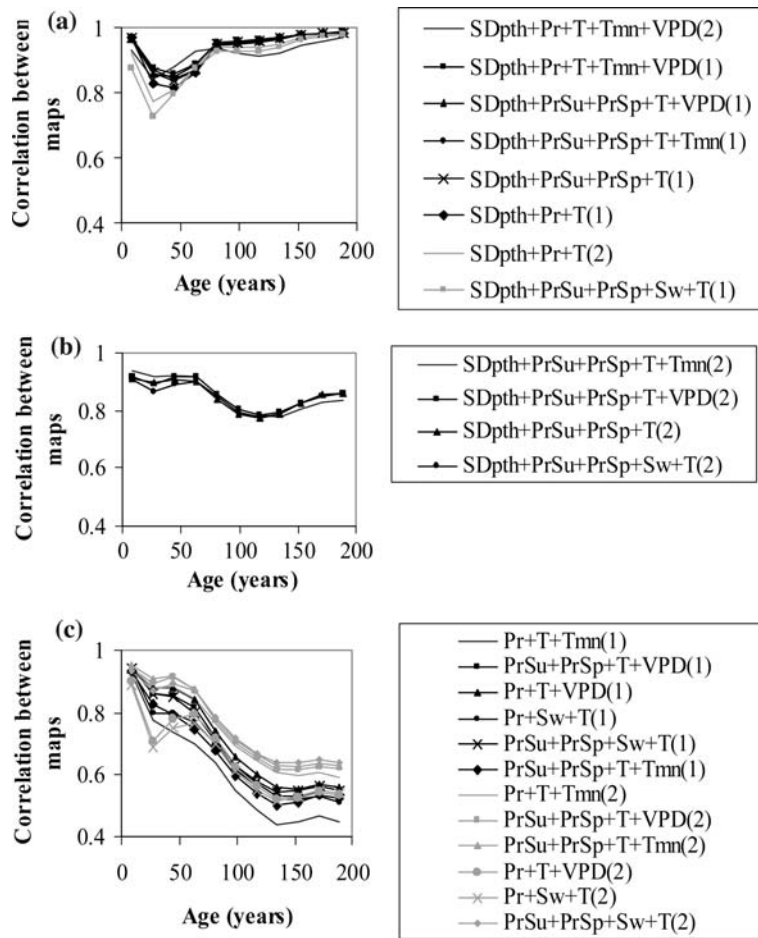 (a)
Correlation between
maps
1
0.8
0.6
0.4
0 50 100 150 200
Age (years)
SDpth+Pr+T+Tmn+VPD(2)
SDpth+Pr+T+Tmn+VPD(1)
SDpth+PrSu+PrSp+T+VPD(1)
SDpth+PrSu+PrSp+T+Tmn(1)
SDpth+PrSu+PrSp+T(1)
SDpth+Pr+T(1)
SDpth+Pr+T(2)
SDpth+PrSu+PrSp+Sw+T(1)
(b)
Correlation between
maps
1
0.8
0.6
0.4
0 50 100 150 200
Age (years)
SDpth+PrSu+PrSp+T+Tmn(2)
SDpth+PrSu+PrSp+T+VPD(2)
SDpth+PrSu+PrSp+T(2)
SDpth+PrSu+PrSp+Sw+T(2)
(c)
Correlation between
maps
1
0.8
0.6
0.4
0 50 100 150 200
Age (years)
Pr+T+Tmn(1)
PrSu+PrSp+T+VPD(1)
Pr+T+VPD(1)
Pr+Sw+T(1)
PrSu+PrSp+Sw+T(1)
PrSu+PrSp+T+Tmn(1)
Pr+T+Tmn(2)
PrSu+PrSp+T+VPD(2)
PrSu+PrSp+T+Tmn(2)
Pr+T+VPD(2)
Pr+Sw+T(2)
PrSu+PrSp+Sw+T(2)